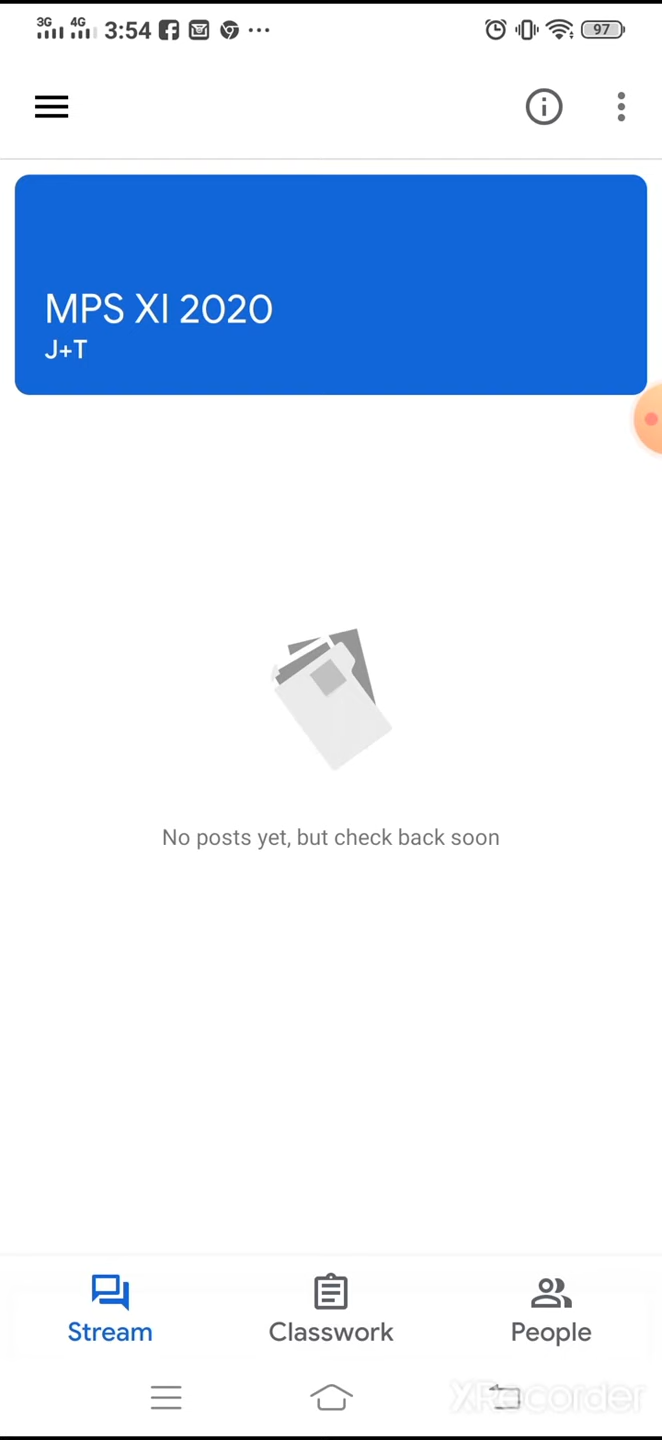 3G 4G 3:54 97
MPS XI 2020
J+T
No posts yet, but check back soon
Stream Classwork People
XRecorder